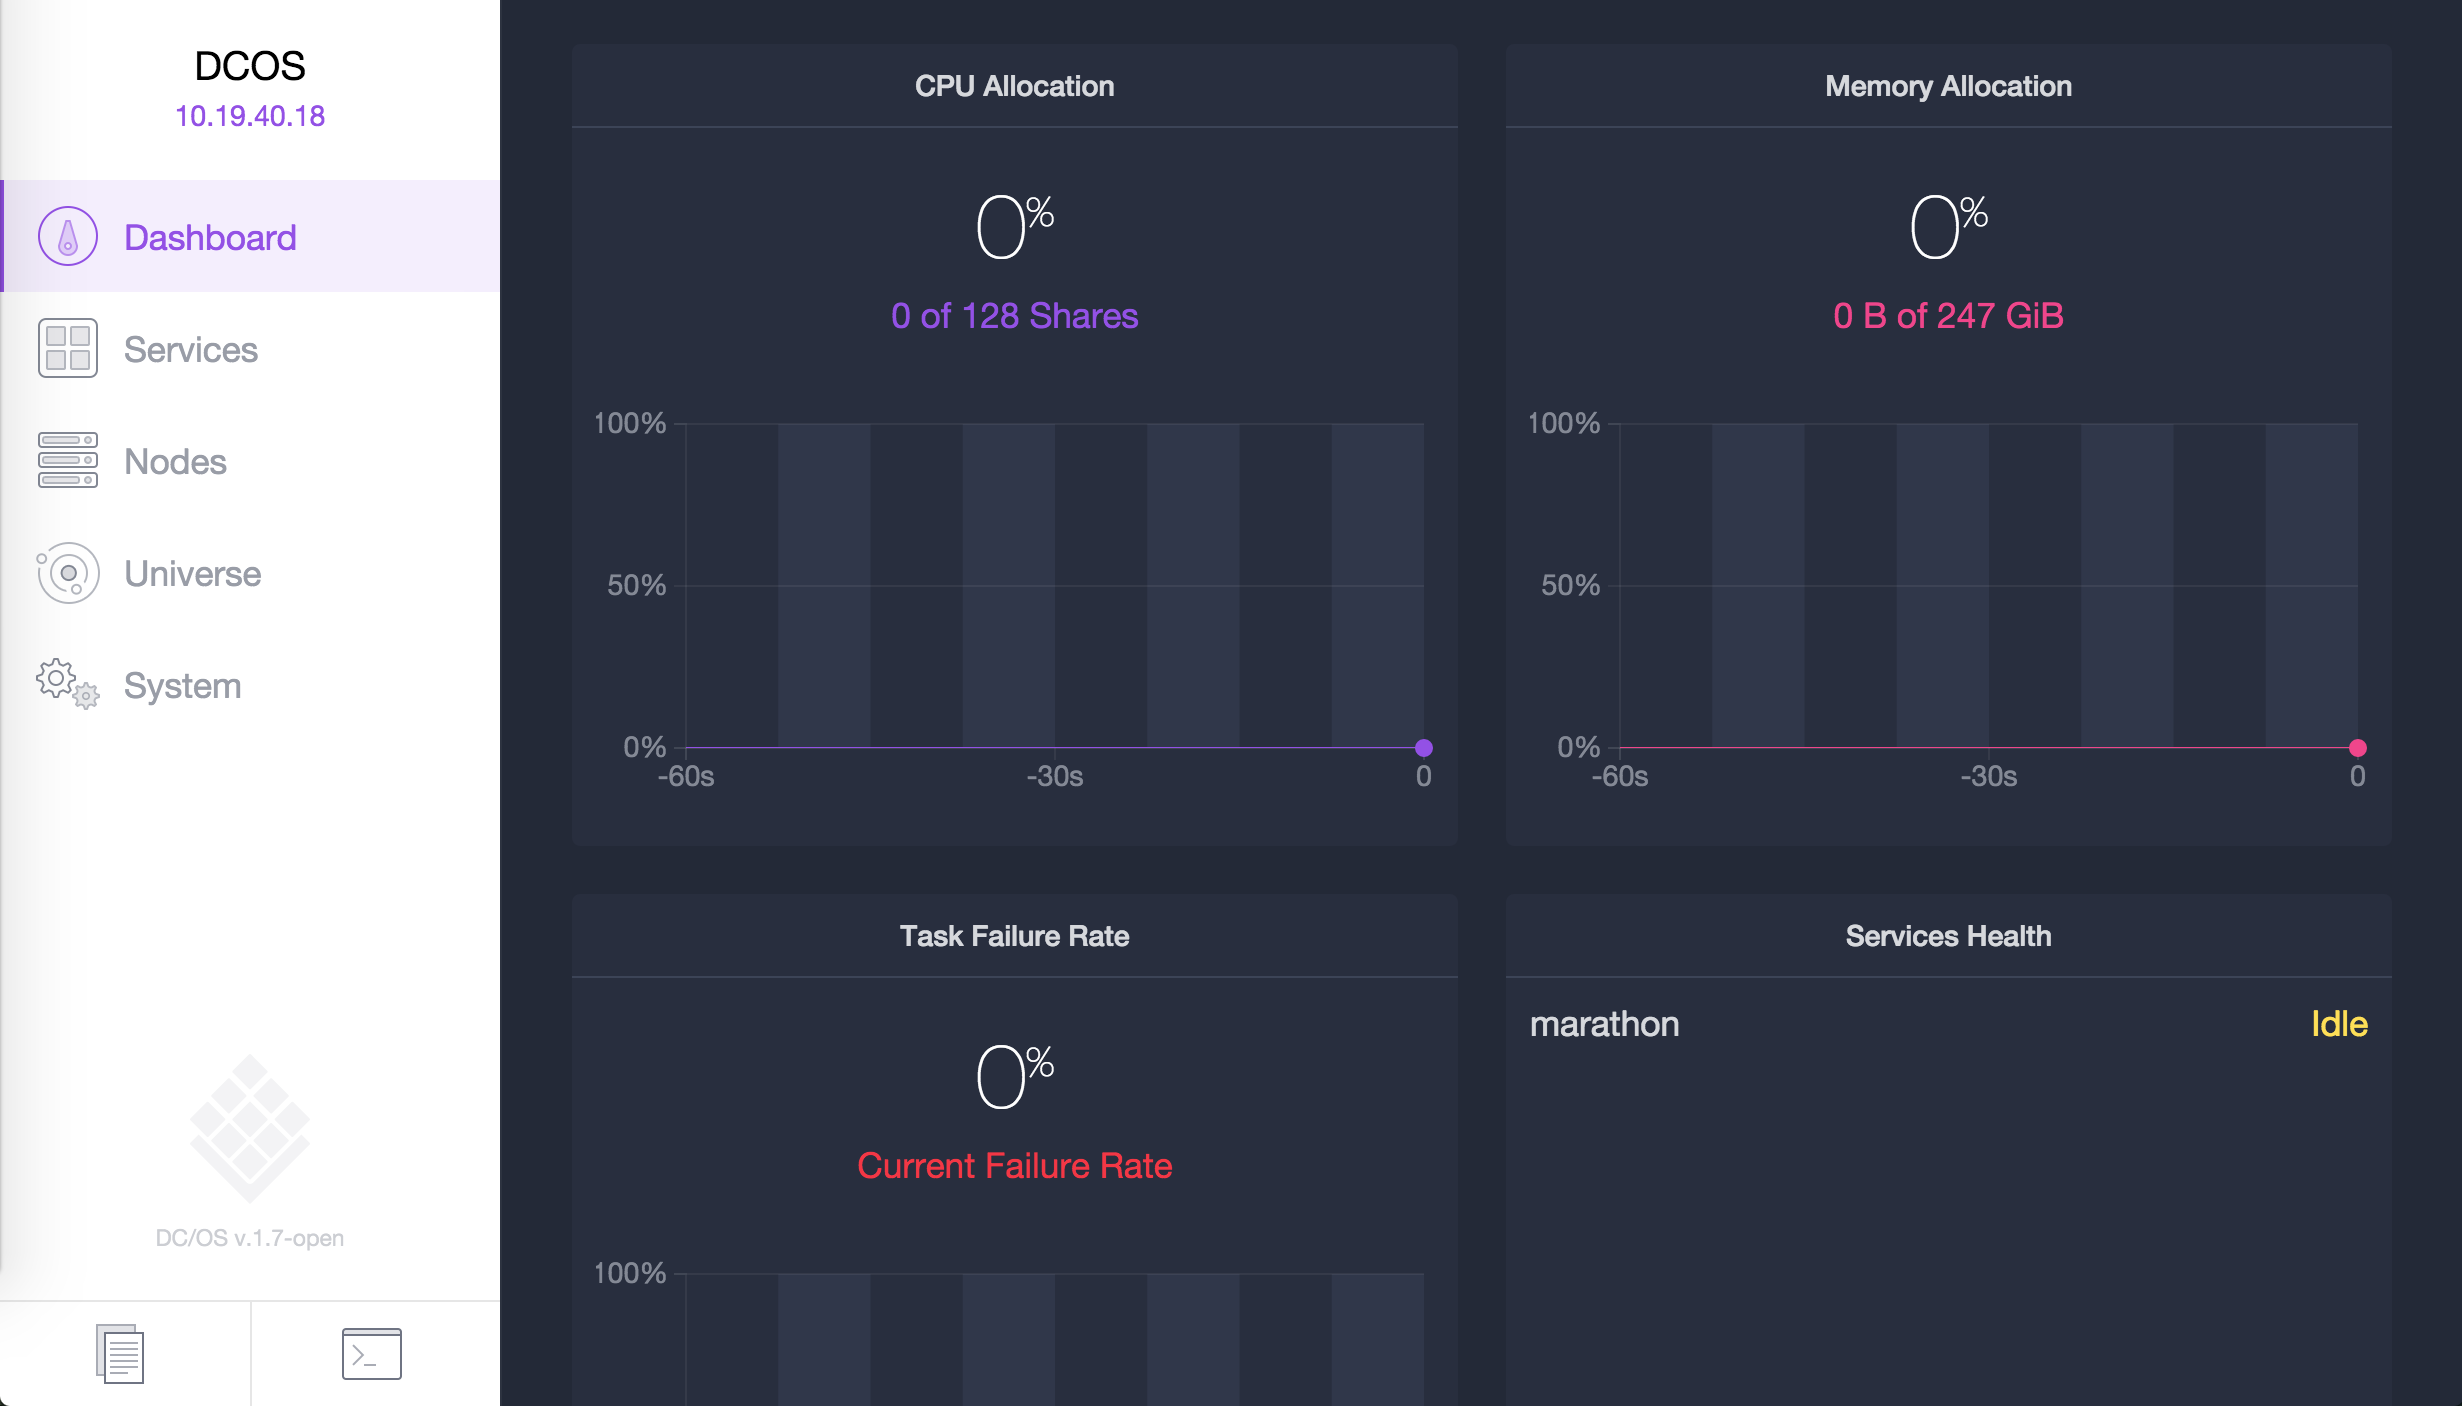 DCOS
10.19.40.18
Dashboard
Services
Nodes
Universe
System
DC/OS v.1.7-open
CPU Allocation
0%
0 of 128 Shares
100%
50%
0%
-60s
-30s
0
Memory Allocation
0%
0 B of 247 GiB
100%
50%
0%
-60s
-30s
0
Task Failure Rate
0%
Current Failure Rate
100%
Services Health
marathon
Idle